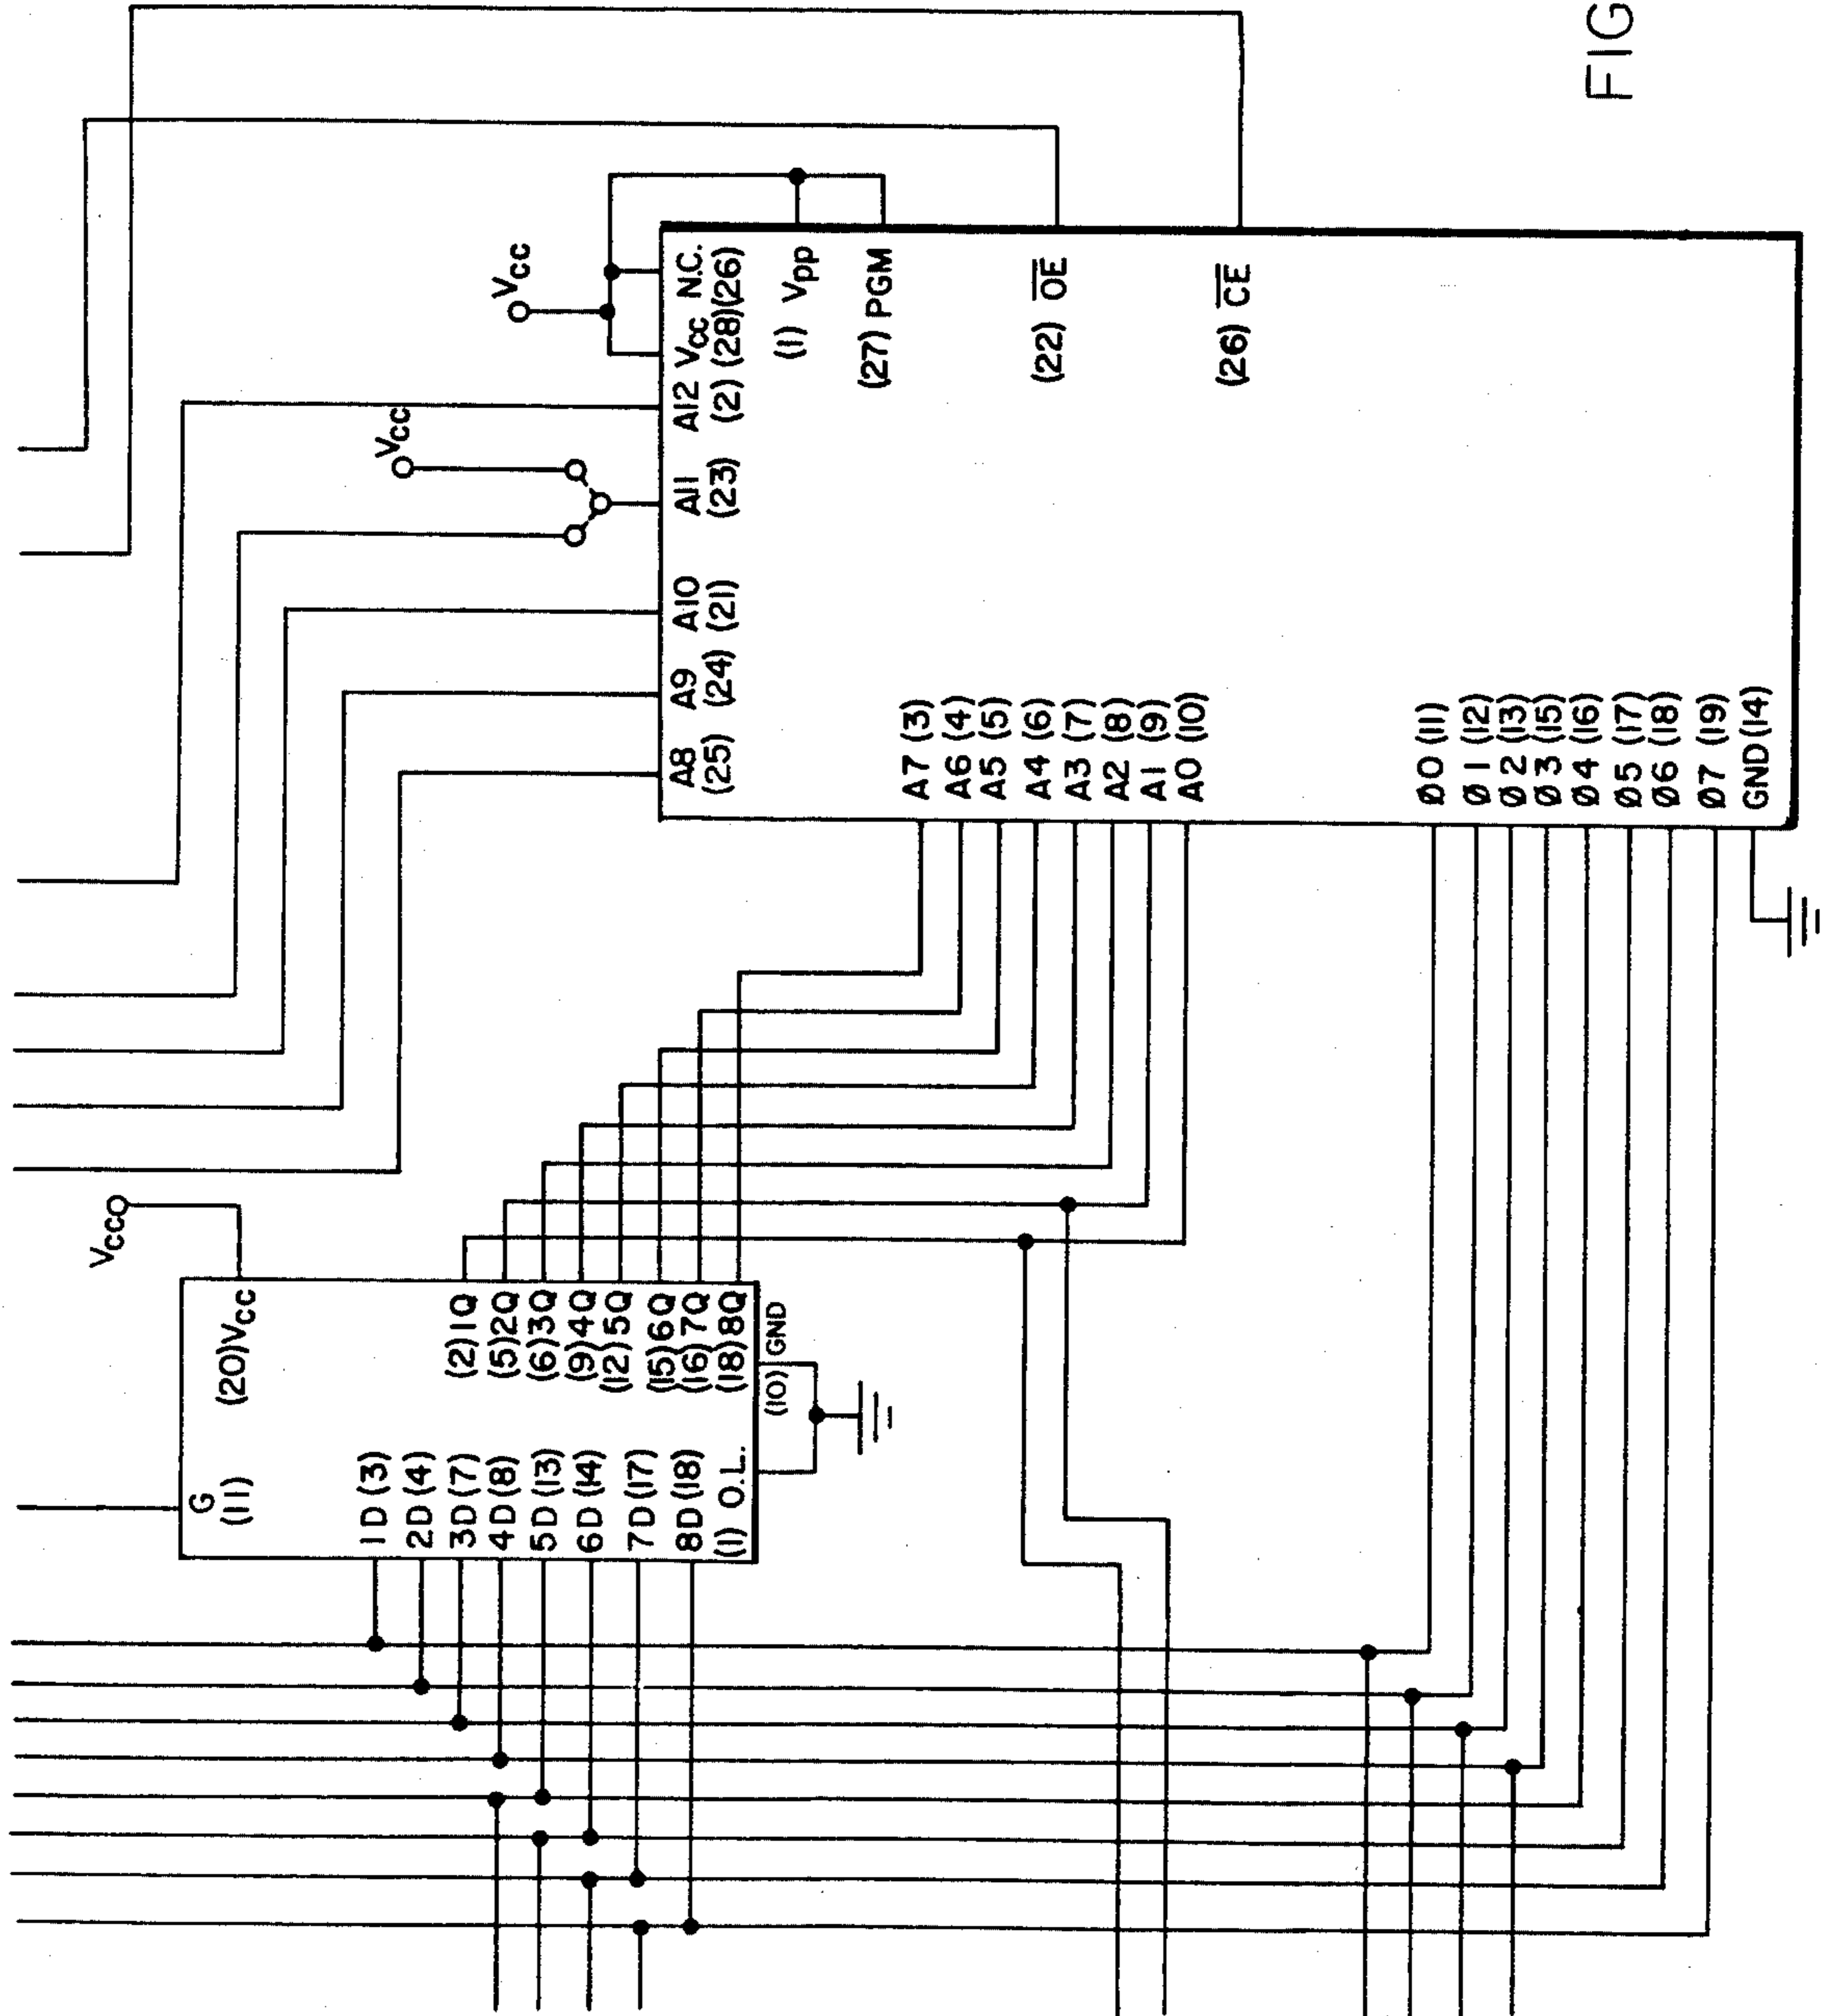 FIG
Vcc
Vcc
Vcc
A8 (25)
A9 (24)
A10 (21)
A11 (23)
A12 (2)
Vcc (28)
N.C. (26)
(1) Vpp
(27) PGM
(22) O̅E̅
(26) C̅E̅
A7 (3)
A6 (4)
A5 (5)
A4 (6)
A3 (7)
A2 (8)
A1 (9)
A0 (10)
Ø0 (11)
Ø1 (12)
Ø2 (13)
Ø3 (15)
Ø4 (16)
Ø5 (17)
Ø6 (18)
Ø7 (19)
GND (14)
G (11)
(20) Vcc
1D (3)
2D (4)
3D (7)
4D (8)
5D (13)
6D (14)
7D (17)
8D (18)
(1) O.L.
(2) 1Q
(5) 2Q
(6) 3Q
(9) 4Q
(12) 5Q
(15) 6Q
(16) 7Q
(18) 8Q
(10) GND